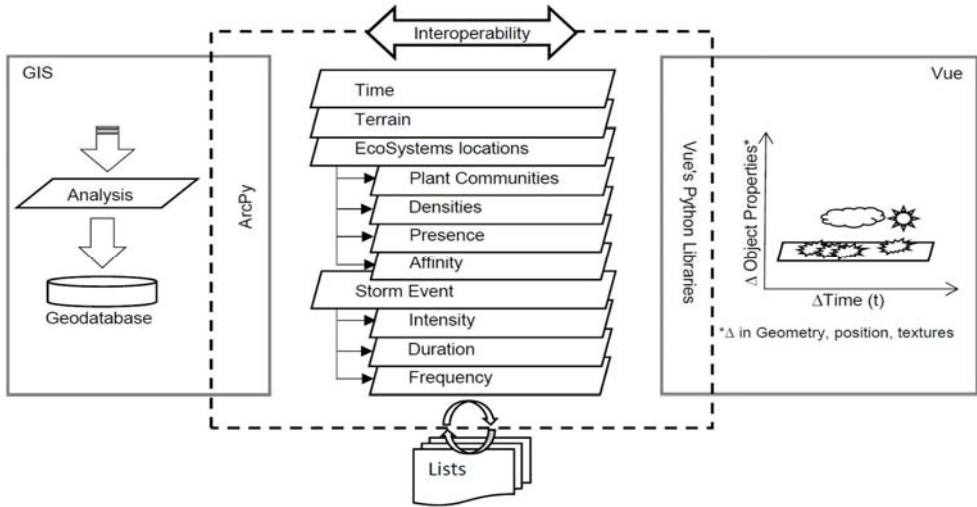 Interoperability
GIS
Analysis
Geodatabase
ArcPy
Time
Terrain
EcoSystems locations
Plant Communities
Densities
Presence
Affinity
Storm Event
Intensity
Duration
Frequency
Lists
Vue's Python Libraries
Vue
Δ Object Properties*
ΔTime (t)
*Δ in Geometry, position, textures